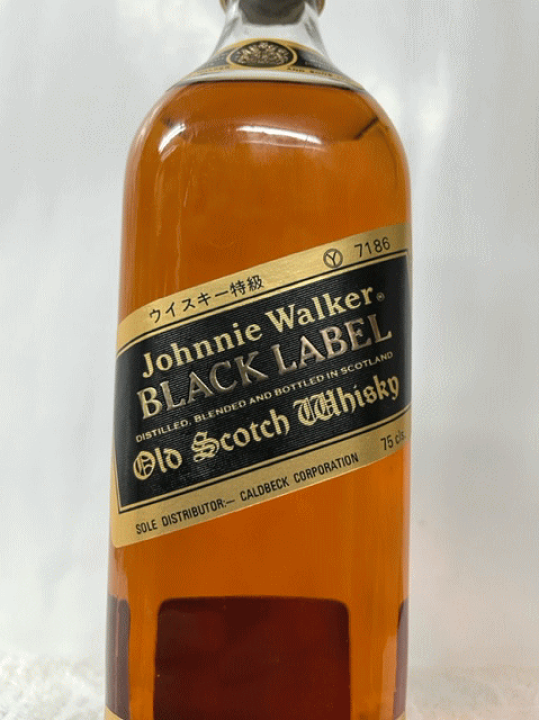 ウイスキー特級 Ⓨ 7186
Johnnie Walker®
BLACK LABEL
DISTILLED, BLENDED AND BOTTLED IN SCOTLAND
Old Scotch Whisky
75 cls.
SOLE DISTRIBUTOR:— CALDBECK CORPORATION